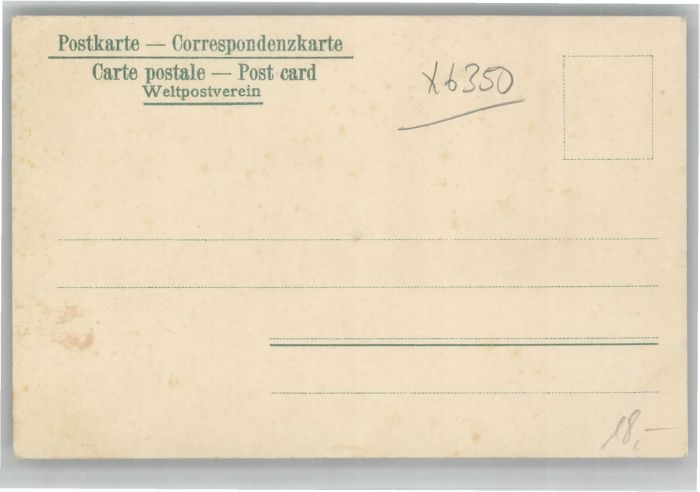 Postkarte — Correspondenzkarte
Carte postale — Post card
Weltpostverein
x6350
18,-